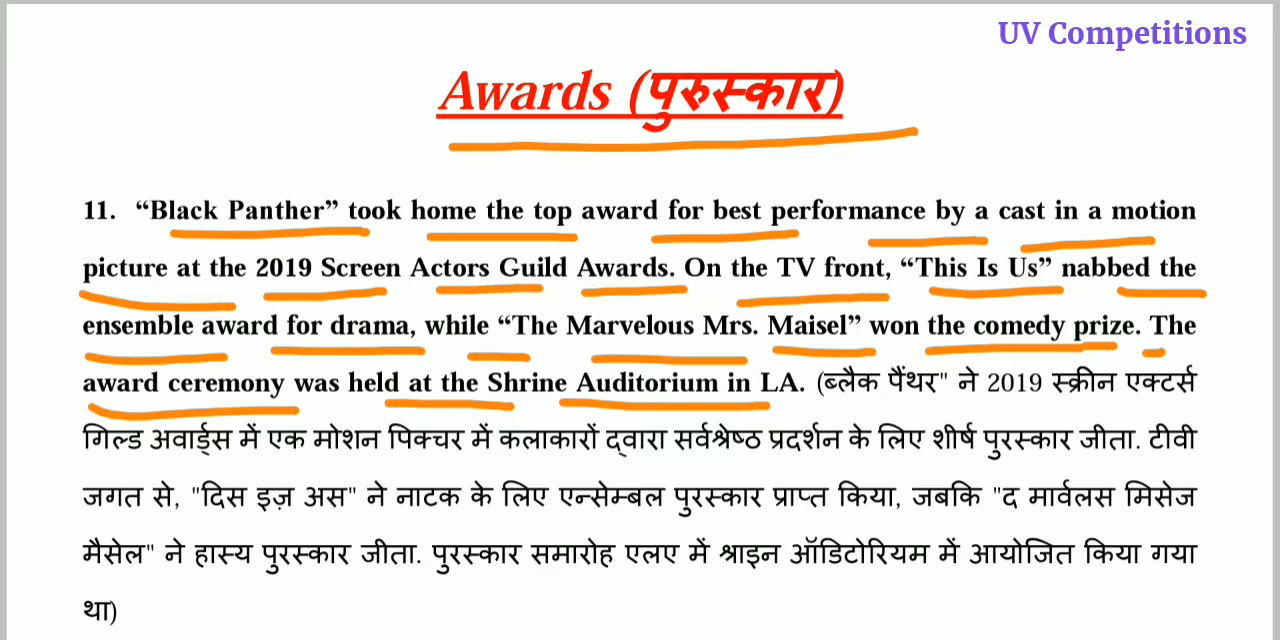 UV Competitions
Awards (पुरुस्कार)
11. “Black Panther” took home the top award for best performance by a cast in a motion
picture at the 2019 Screen Actors Guild Awards. On the TV front, “This Is Us” nabbed the
ensemble award for drama, while “The Marvelous Mrs. Maisel” won the comedy prize. The
award ceremony was held at the Shrine Auditorium in LA. (ब्लैक पैंथर" ने 2019 स्क्रीन एक्टर्स
गिल्ड अवार्ड्स में एक मोशन पिक्चर में कलाकारों द्वारा सर्वश्रेष्ठ प्रदर्शन के लिए शीर्ष पुरस्कार जीता. टीवी
जगत से, "दिस इज़ अस" ने नाटक के लिए एन्सेम्बल पुरस्कार प्राप्त किया, जबकि "द मार्वलस मिसेज
मैसेल" ने हास्य पुरस्कार जीता. पुरस्कार समारोह एलए में श्राइन ऑडिटोरियम में आयोजित किया गया
था)